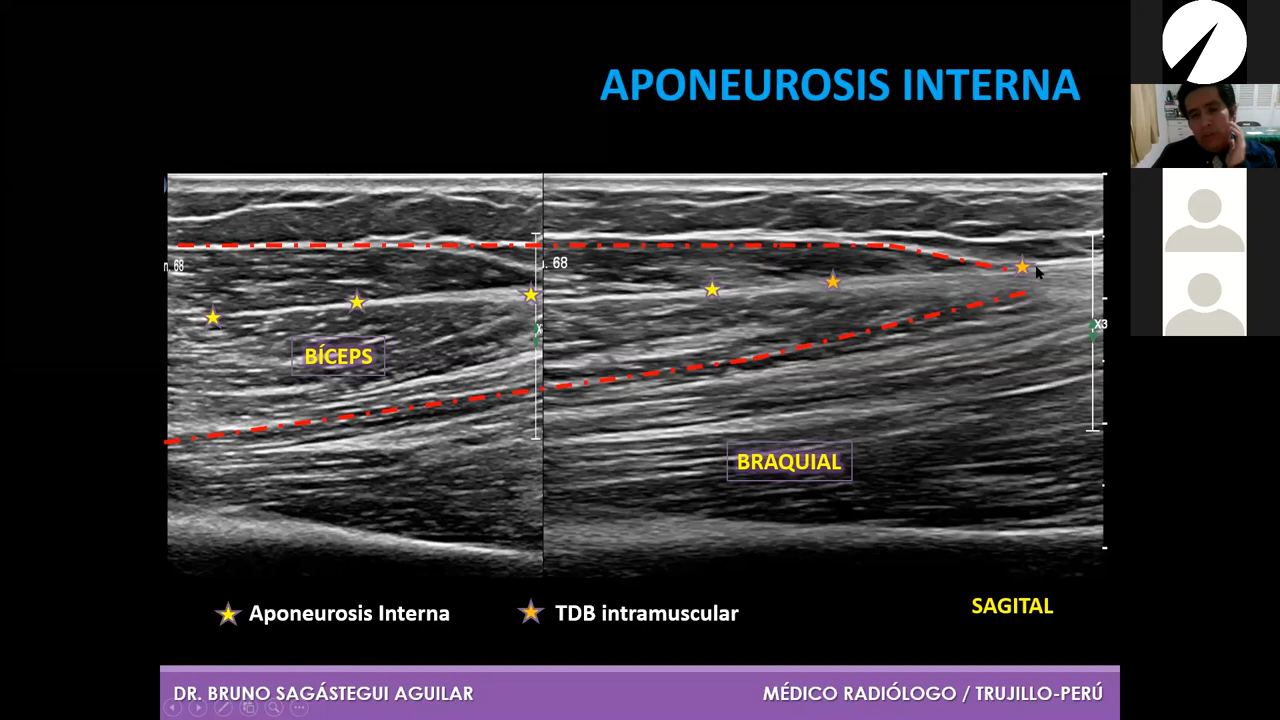 APONEUROSIS INTERNA
n. 68
. 68
X
X3
BÍCEPS
BRAQUIAL
Aponeurosis Interna
TDB intramuscular
SAGITAL
DR. BRUNO SAGÁSTEGUI AGUILAR
MÉDICO RADIÓLOGO / TRUJILLO-PERÚ